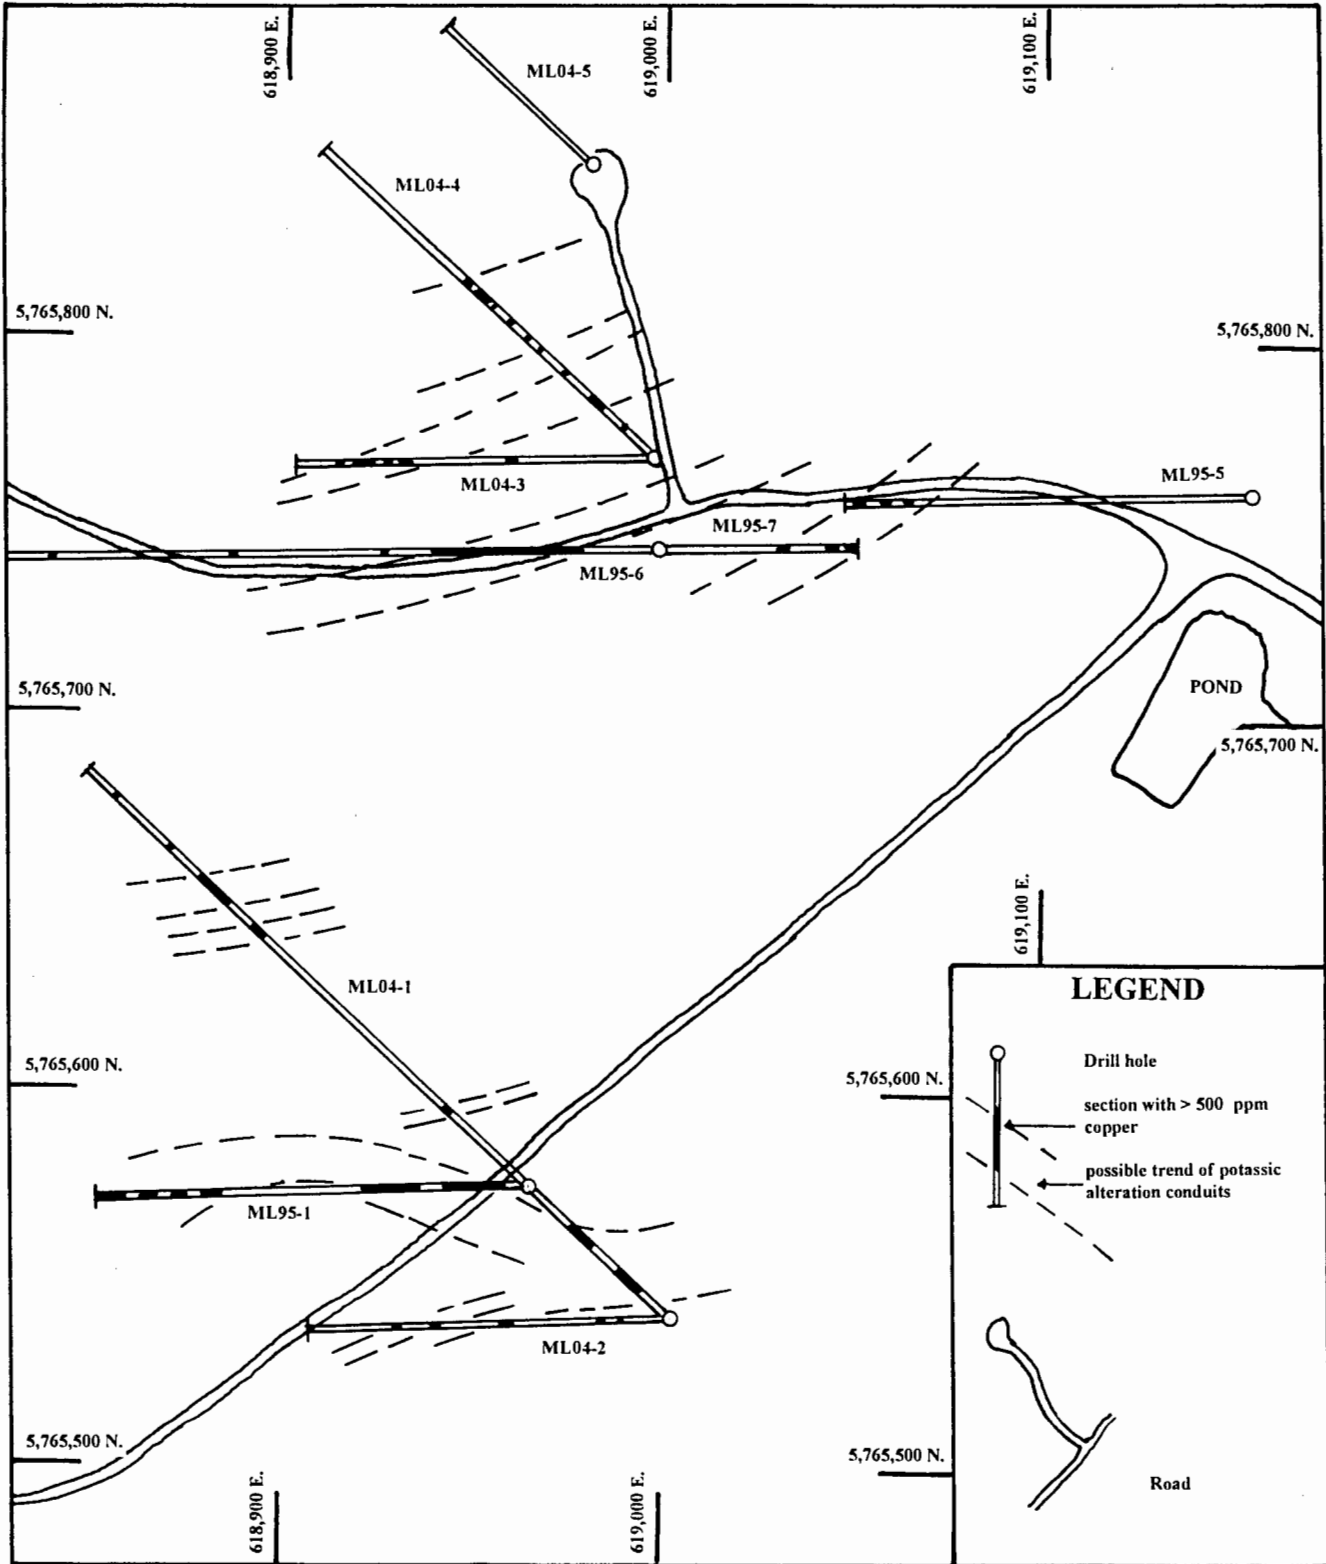 618,900 E.
619,000 E.
619,100 E.
ML04-5
ML04-4
5,765,800 N.
5,765,800 N.
ML04-3
ML95-5
ML95-7
ML95-6
5,765,700 N.
POND
5,765,700 N.
619,100 E.
ML04-1
LEGEND
Drill hole
5,765,600 N.
5,765,600 N.
section with > 500 ppm
copper
possible trend of potassic
alteration conduits
ML95-1
ML04-2
5,765,500 N.
5,765,500 N.
Road
618,900 E.
619,000 E.